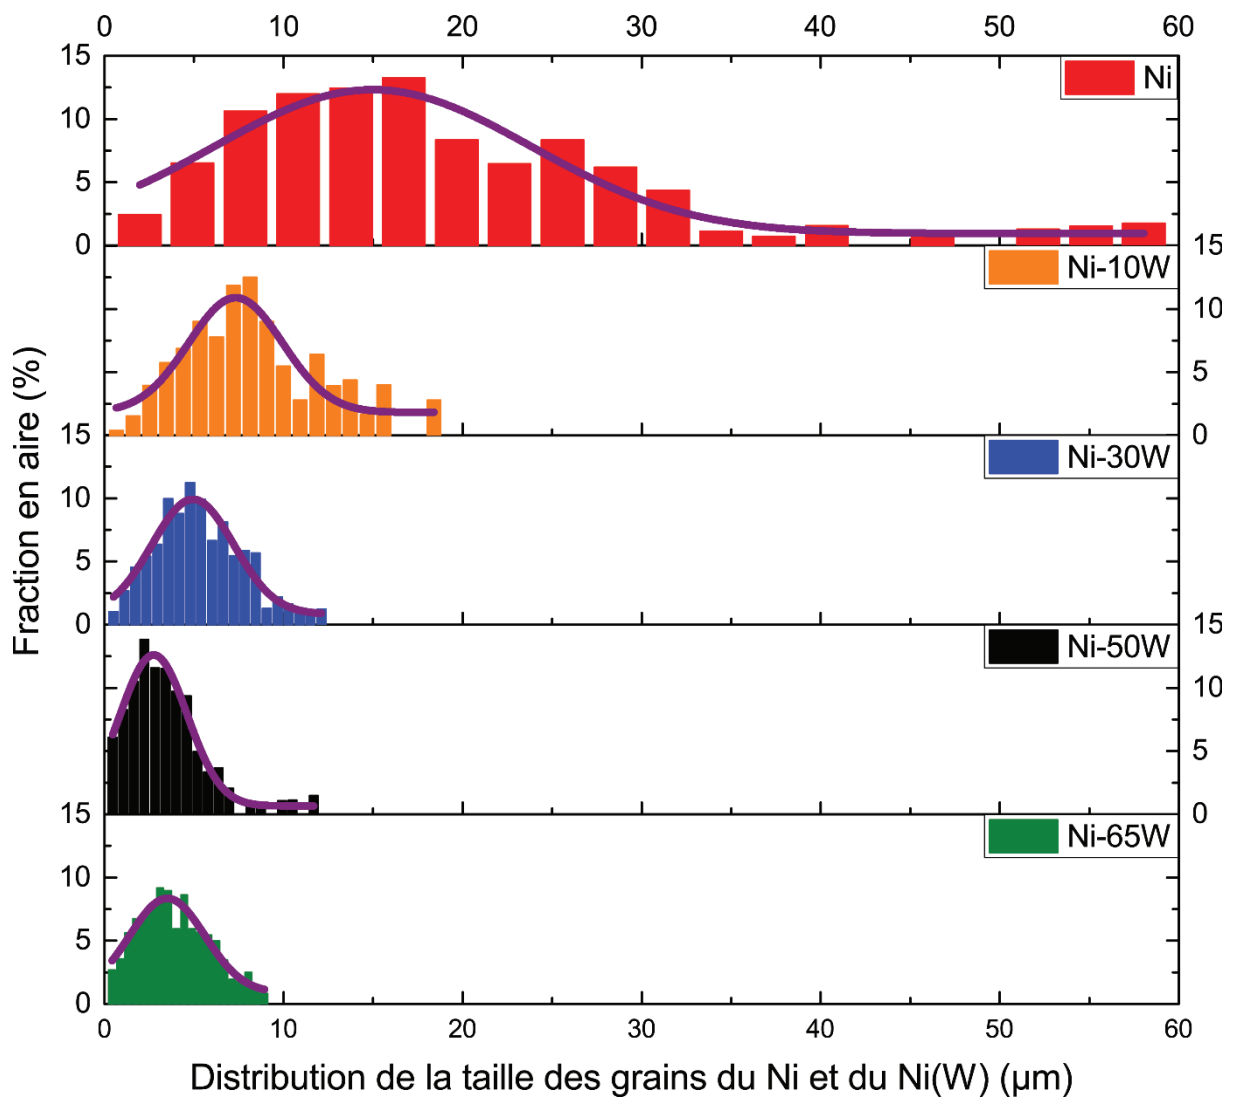 0 10 20 30 40 50 60
15 Ni
10
5
0 15
Ni-10W
10
5
15 0
Ni-30W
10
5
0 15
Ni-50W
10
5
15 0
Ni-65W
10
5
0
0 10 20 30 40 50 60
Fraction en aire (%)
Distribution de la taille des grains du Ni et du Ni(W) (µm)